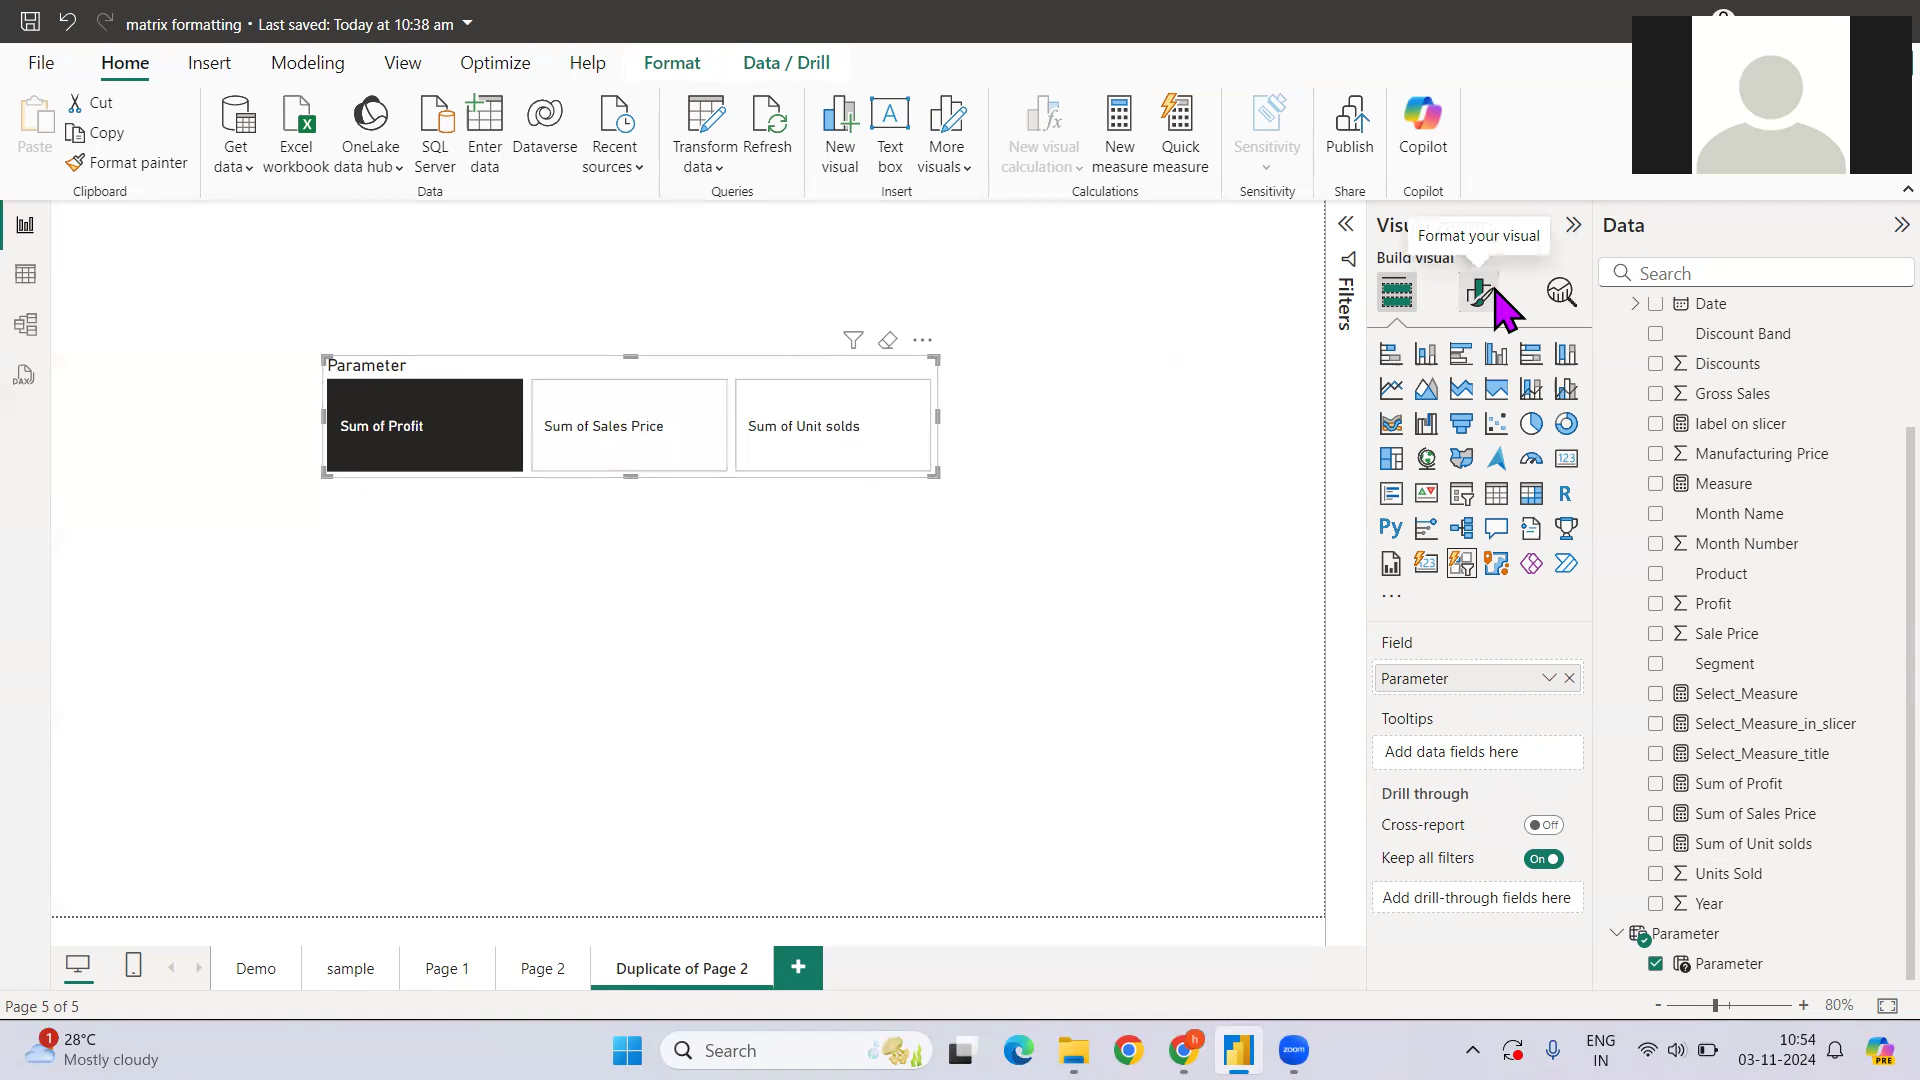 matrix formatting • Last saved: Today at 10:38 am
File Home Insert Modeling View Optimize Help Format Data / Drill
Paste
Cut
Copy
Format painter
Clipboard
Get data
Excel workbook
OneLake data hub
SQL Server
Enter data
Dataverse
Recent sources
Data
Transform data
Refresh
Queries
New visual
Text box
More visuals
Insert
New visual calculation
New measure
Quick measure
Calculations
Sensitivity
Sensitivity
Publish
Share
Copilot
Copilot
Parameter
Sum of Profit
Sum of Sales Price
Sum of Unit solds
Filters
Format your visual
Build visual
123
R
Py
123
Field
Parameter
Tooltips
Add data fields here
Drill through
Cross-report Off
Keep all filters On
Add drill-through fields here
Data
Search
Date
Discount Band
Discounts
Gross Sales
label on slicer
Manufacturing Price
Measure
Month Name
Month Number
Product
Profit
Sale Price
Segment
Select_Measure
Select_Measure_in_slicer
Select_Measure_title
Sum of Profit
Sum of Sales Price
Sum of Unit solds
Units Sold
Year
Parameter
Parameter
Demo
sample
Page 1
Page 2
Duplicate of Page 2
Page 5 of 5
80%
1
28°C
Mostly cloudy
Search
h
zoom
ENG
IN
10:54
03-11-2024
PRE